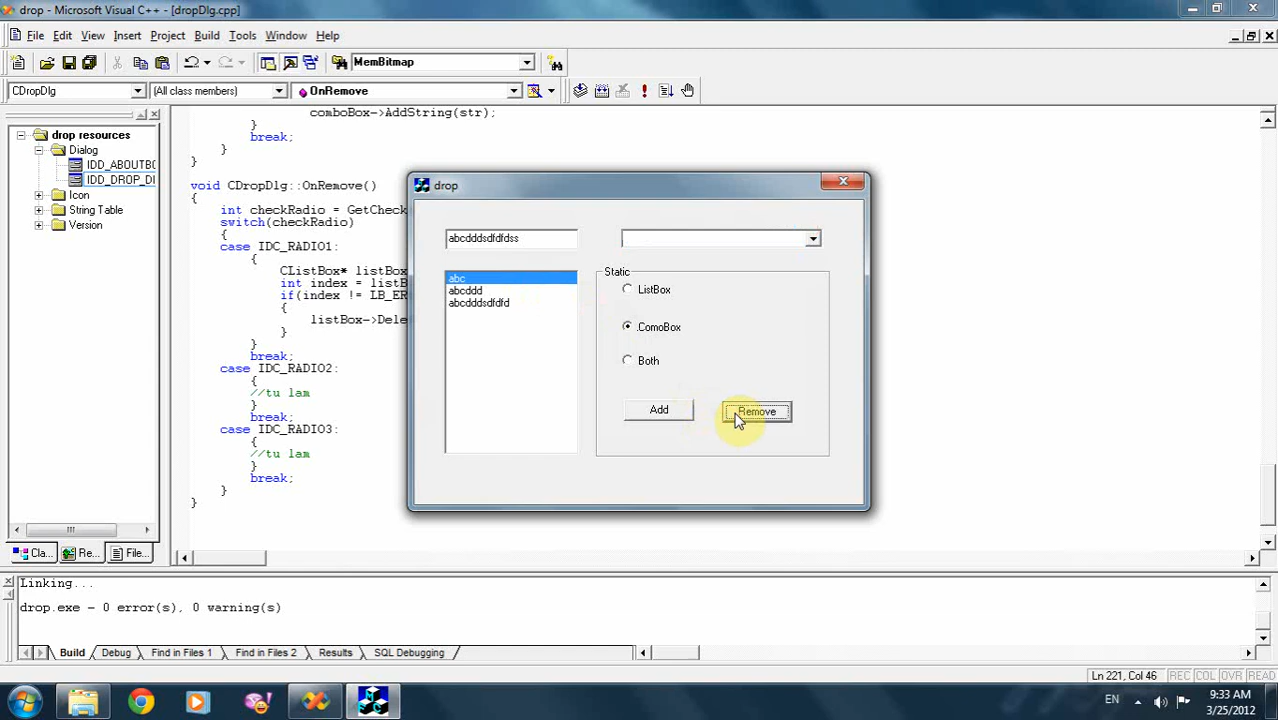 drop - Microsoft Visual C++ - [dropDlg.cpp]
File Edit View Insert Project Build Tools Window Help
MemBitmap
CDropDlg (All class members) OnRemove
drop resources
Dialog
IDD_ABOUTBO
IDD_DROP_DI
Icon
String Table
Version
comboBox->AddString(str);
}
break;
}
}
void CDropDlg::OnRemove()
{
int checkRadio = GetCheck
switch(checkRadio)
{
case IDC_RADIO1:
{
CListBox* listBox
int index = listB
if(index != LB_ER
{
listBox->Dele
}
}
break;
case IDC_RADIO2:
{
//tu lam
}
break;
case IDC_RADIO3:
{
//tu lam
}
break;
}
}
drop
abcdddsdfdfdss
abc
abcddd
abcdddsdfdfd
Static
ListBox
.ComoBox
Both
Add Remove
Cla... Re... File...
Linking...
drop.exe - 0 error(s), 0 warning(s)
Build Debug Find in Files 1 Find in Files 2 Results SQL Debugging
Ln 221, Col 46 REC COL OVR READ
EN 9:33 AM
3/25/2012